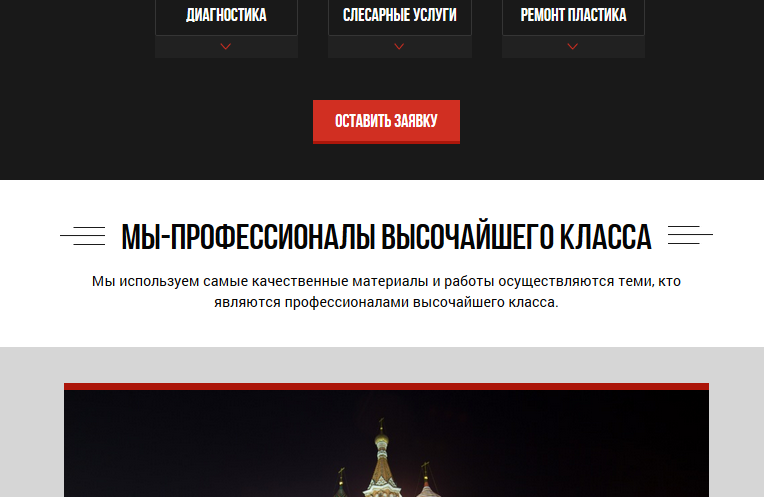 ДИАГНОСТИКА
СЛЕСАРНЫЕ УСЛУГИ
РЕМОНТ ПЛАСТИКА
ОСТАВИТЬ ЗАЯВКУ
МЫ-ПРОФЕССИОНАЛЫ ВЫСОЧАЙШЕГО КЛАССА
Мы используем самые качественные материалы и работы осуществляются теми, кто
являются профессионалами высочайшего класса.